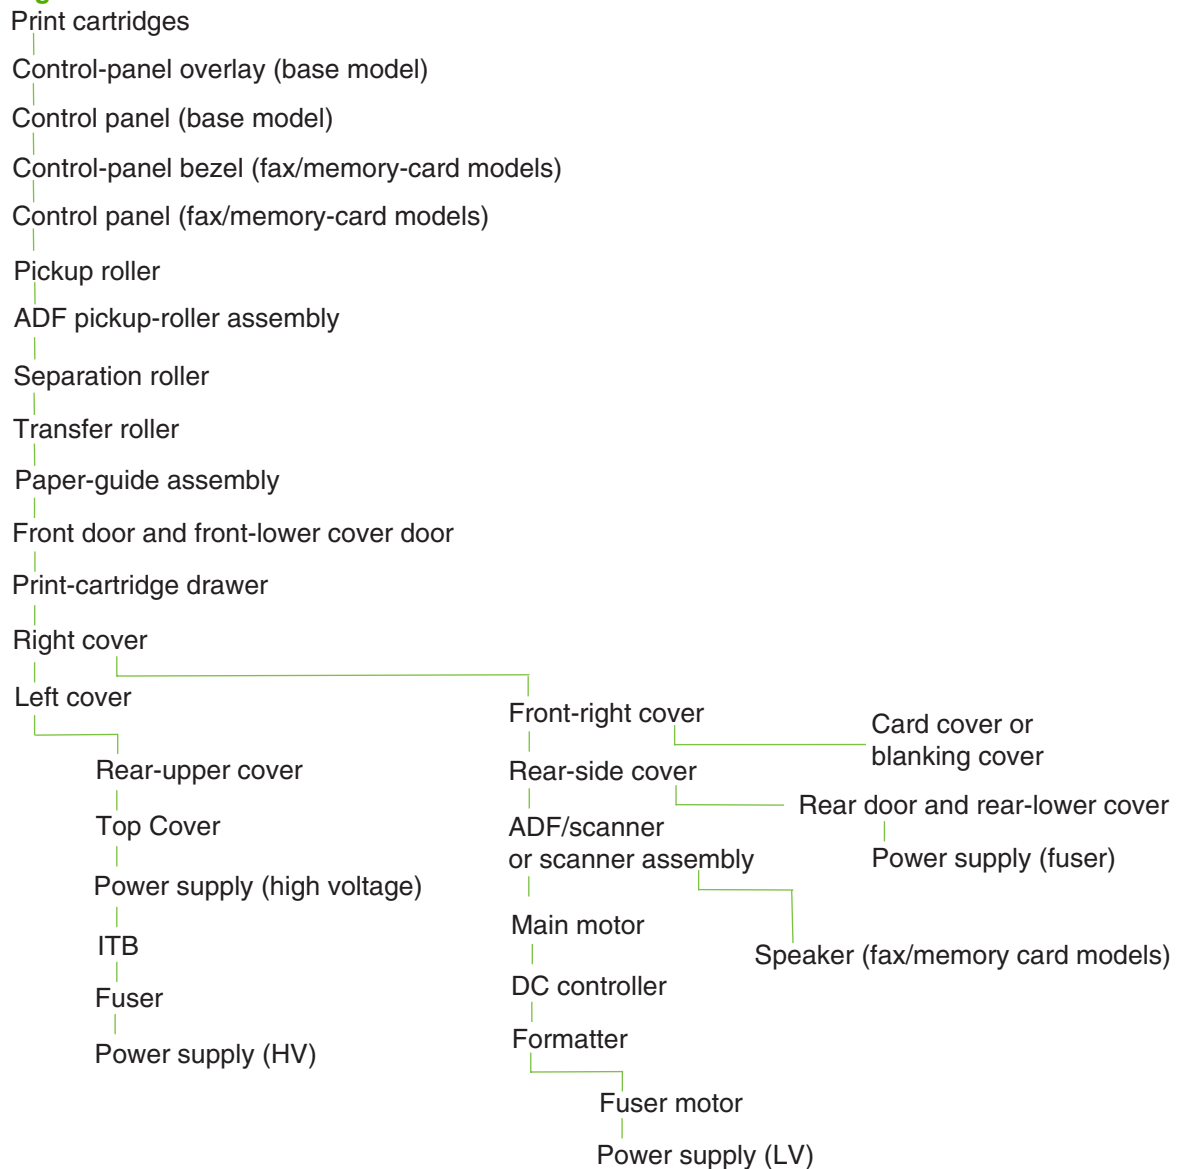 Print cartridges
Control-panel overlay (base model)
Control panel (base model)
Control-panel bezel (fax/memory-card models)
Control panel (fax/memory-card models)
Pickup roller
ADF pickup-roller assembly
Separation roller
Transfer roller
Paper-guide assembly
Front door and front-lower cover door
Print-cartridge drawer
Right cover
Left cover
Rear-upper cover
Top Cover
Power supply (high voltage)
ITB
Fuser
Power supply (HV)
Front-right cover
Rear-side cover
ADF/scanner
or scanner assembly
Main motor
DC controller
Formatter
Fuser motor
Power supply (LV)
Card cover or
blanking cover
Rear door and rear-lower cover
Power supply (fuser)
Speaker (fax/memory card models)